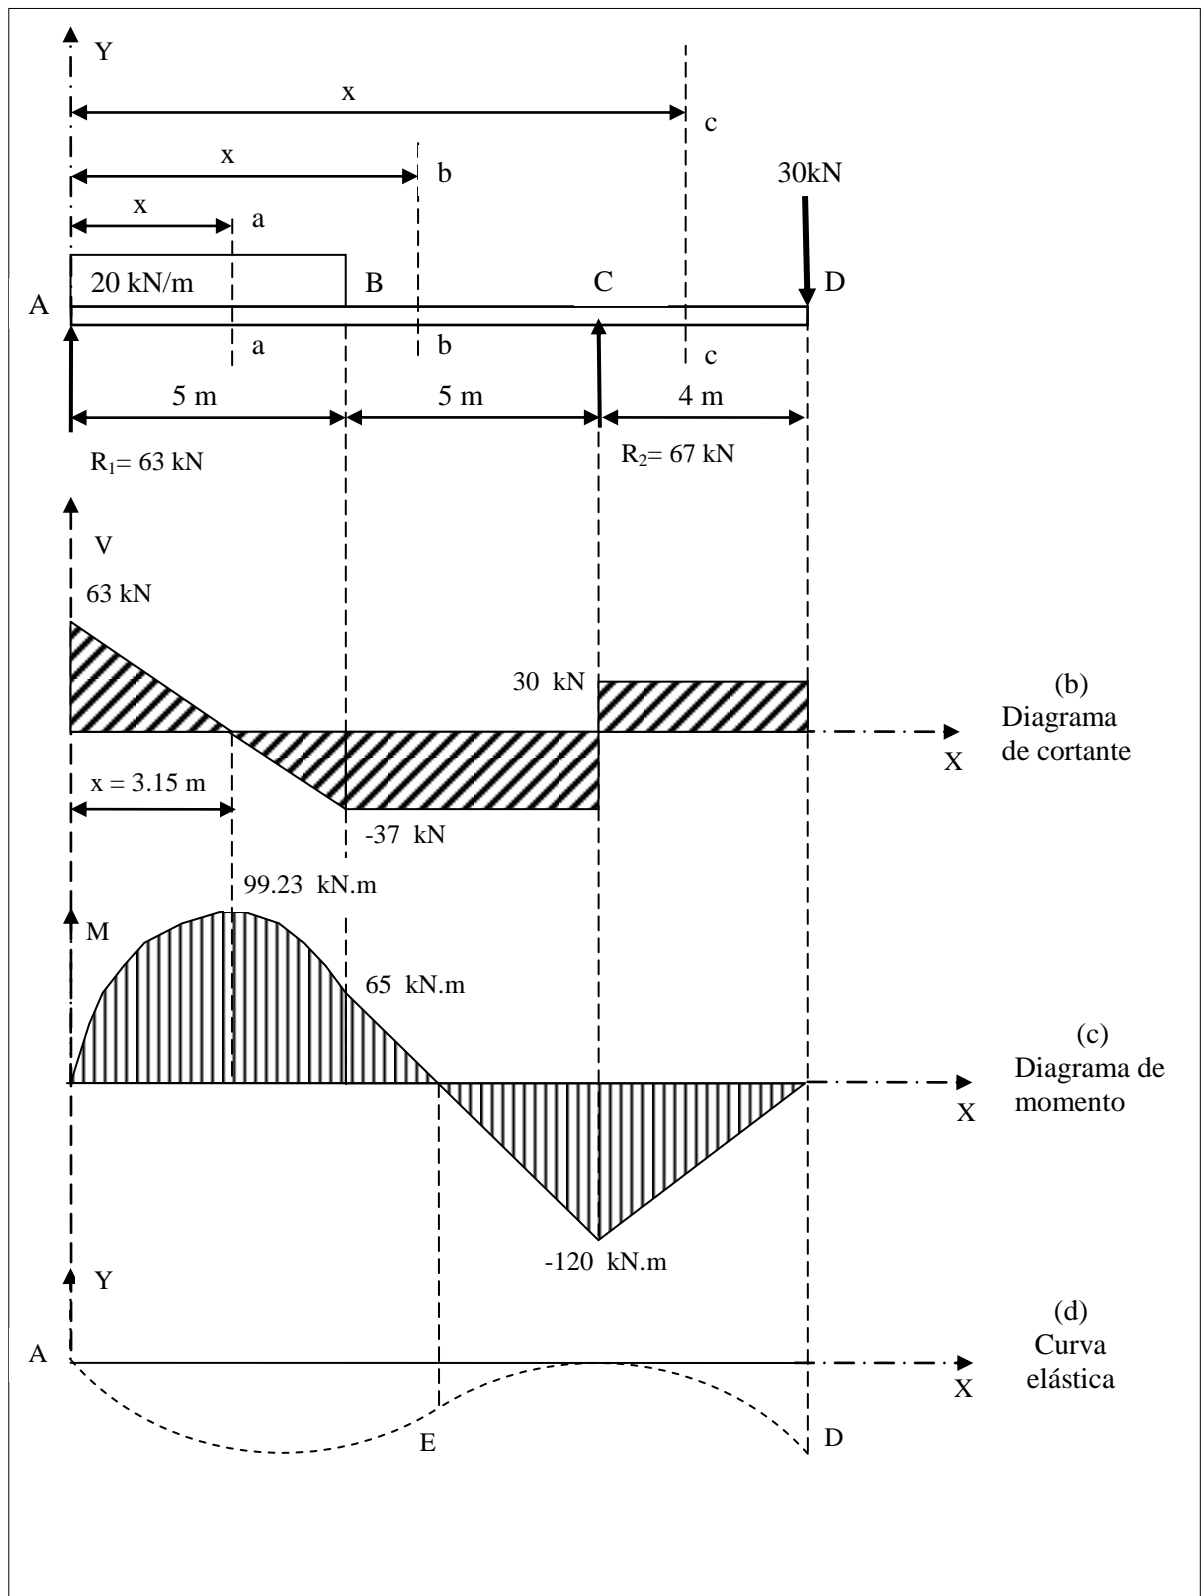 Y
x
c
x
b
30kN
x
a
20 kN/m
B
C
D
A
a
b
c
5 m
5 m
4 m
R₁= 63 kN
R₂= 67 kN
V
63 kN
30 kN
(b)
Diagrama
de cortante
X
x = 3.15 m
-37 kN
99.23 kN.m
M
65 kN.m
(c)
Diagrama de
momento
X
-120 kN.m
Y
(d)
Curva
elástica
A
X
E
D